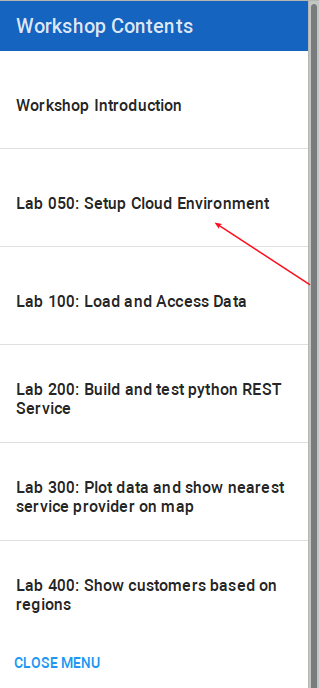 Workshop Contents
Workshop Introduction
Lab 050: Setup Cloud Environment
Lab 100: Load and Access Data
Lab 200: Build and test python REST
Service
Lab 300: Plot data and show nearest
service provider on map
Lab 400: Show customers based on
regions
CLOSE MENU